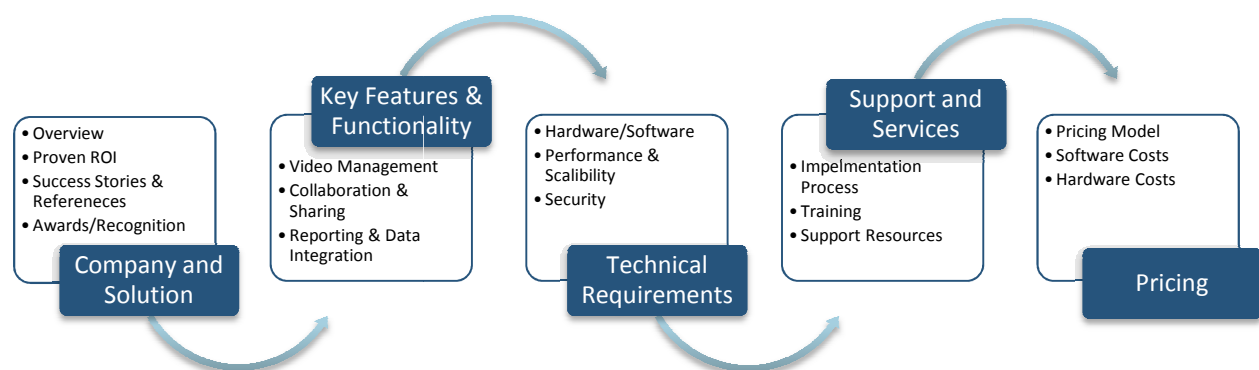 • Overview
• Proven ROI
• Success Stories &
Refereneces
• Awards/Recognition
Company and
Solution
Key Features &
Functionality
• Video Management
• Collaboration &
Sharing
• Reporting & Data
Integration
• Hardware/Software
• Performance &
Scalibility
• Security
Technical
Requirements
Support and
Services
• Impelmentation
Process
• Training
• Support Resources
• Pricing Model
• Software Costs
• Hardware Costs
Pricing